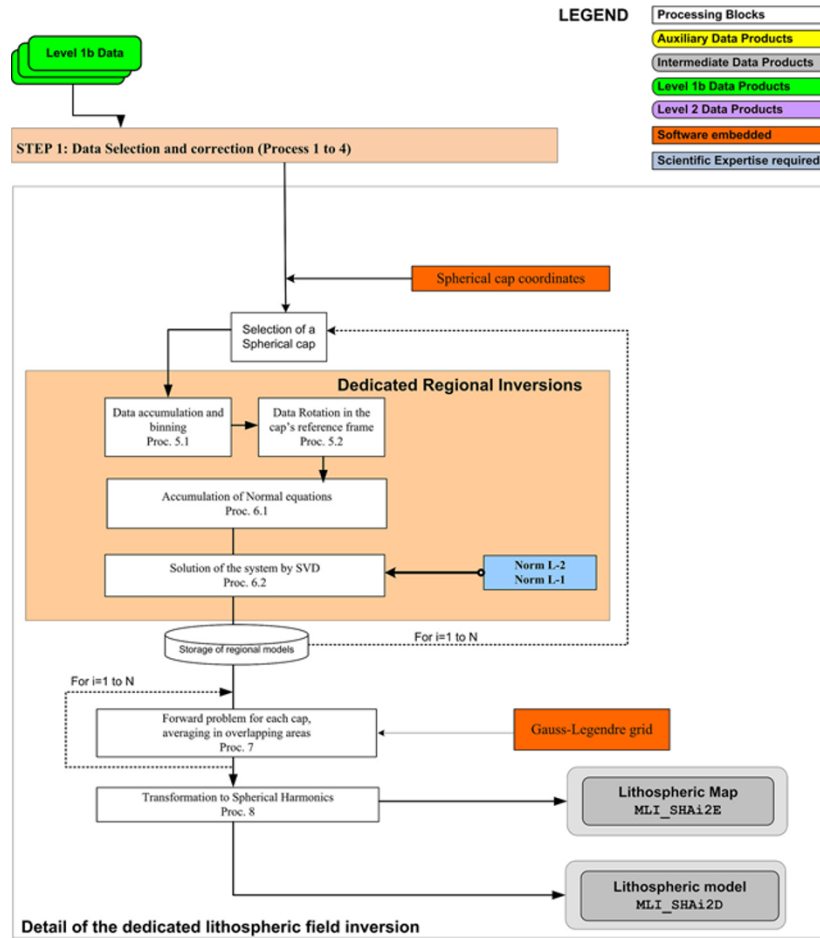 LEGEND
Processing Blocks
Auxiliary Data Products
Intermediate Data Products
Level 1b Data Products
Level 2 Data Products
Software embedded
Scientific Expertise required
Level 1b Data
STEP 1: Data Selection and correction (Process 1 to 4)
Spherical cap coordinates
Selection of a
Spherical cap
Dedicated Regional Inversions
Data accumulation and
binning
Proc. 5.1
Data Rotation in the
cap's reference frame
Proc. 5.2
Accumulation of Normal equations
Proc. 6.1
Solution of the system by SVD
Proc. 6.2
Norm L-2
Norm L-1
Storage of regional models
For i=1 to N
For i=1 to N
Forward problem for each cap,
averaging in overlapping areas
Proc. 7
Gauss-Legendre grid
Transformation to Spherical Harmonics
Proc. 8
Lithospheric Map
MLI_SHAi2E
Lithospheric model
MLI_SHAi2D
Detail of the dedicated lithospheric field inversion